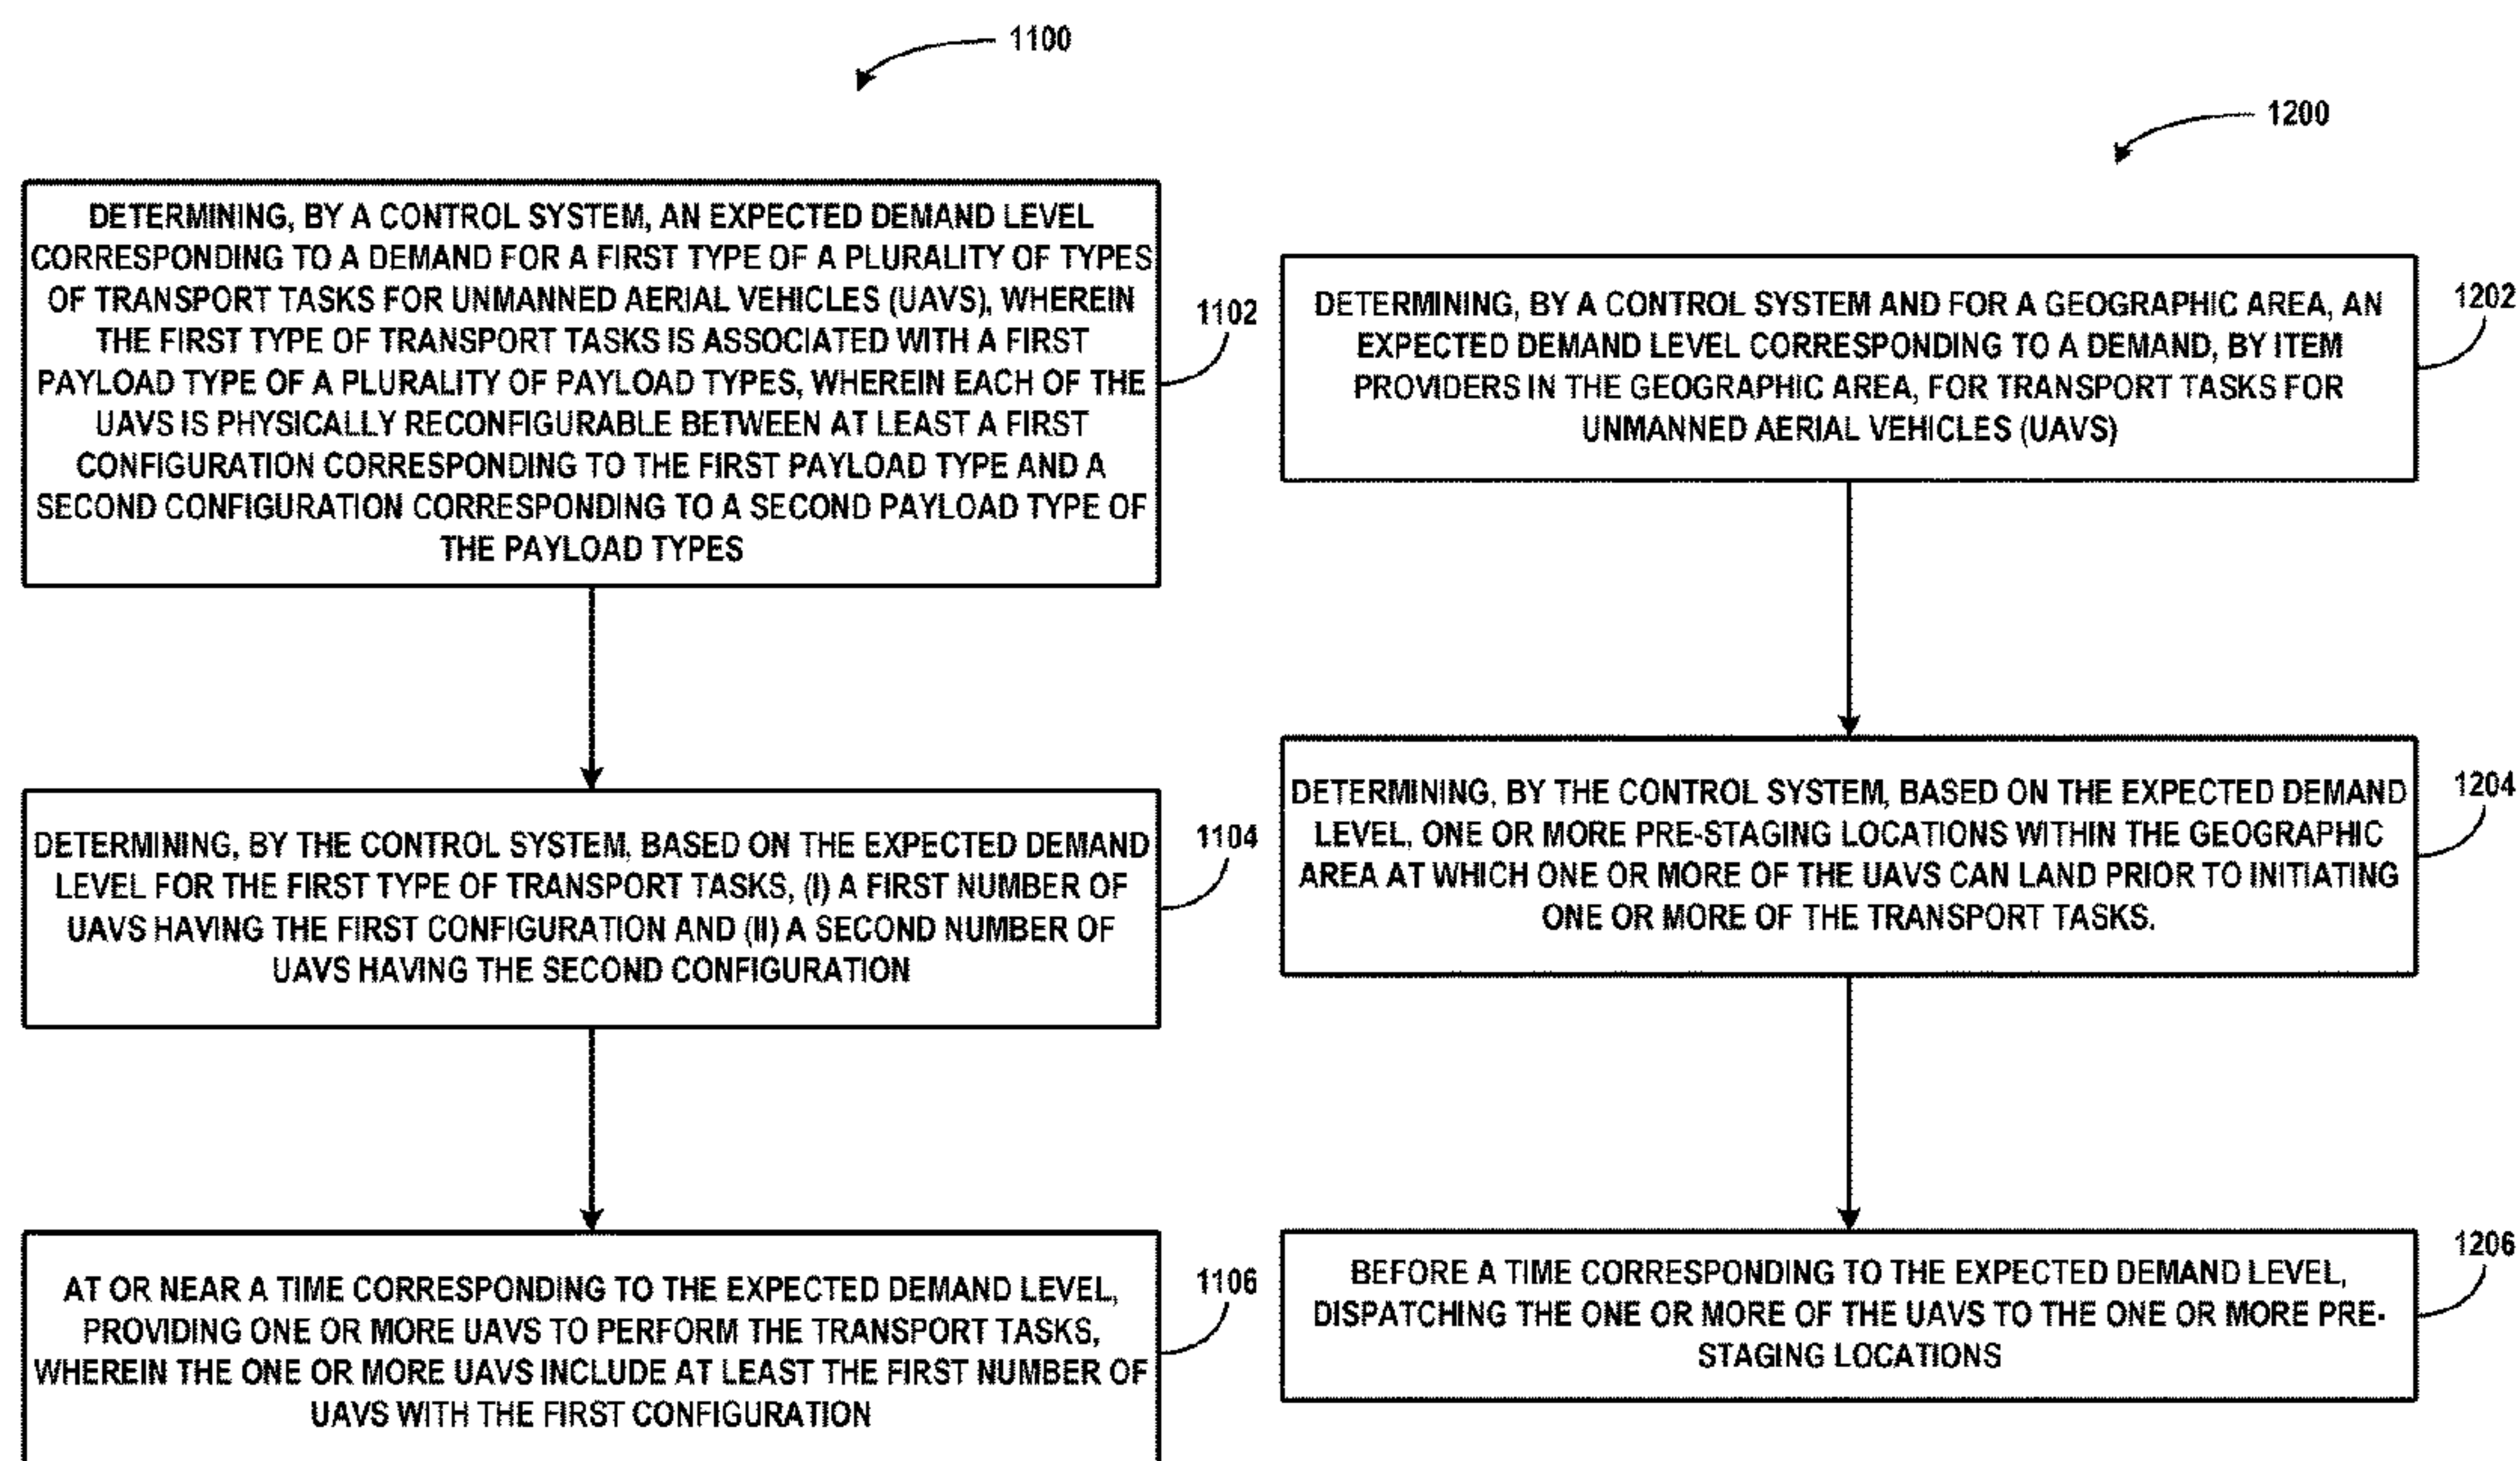 1100
DETERMINING, BY A CONTROL SYSTEM, AN EXPECTED DEMAND LEVEL
CORRESPONDING TO A DEMAND FOR A FIRST TYPE OF A PLURALITY OF TYPES
OF TRANSPORT TASKS FOR UNMANNED AERIAL VEHICLES (UAVS), WHEREIN
THE FIRST TYPE OF TRANSPORT TASKS IS ASSOCIATED WITH A FIRST
PAYLOAD TYPE OF A PLURALITY OF PAYLOAD TYPES, WHEREIN EACH OF THE
UAVS IS PHYSICALLY RECONFIGURABLE BETWEEN AT LEAST A FIRST
CONFIGURATION CORRESPONDING TO THE FIRST PAYLOAD TYPE AND A
SECOND CONFIGURATION CORRESPONDING TO A SECOND PAYLOAD TYPE OF
THE PAYLOAD TYPES
1102
DETERMINING, BY THE CONTROL SYSTEM, BASED ON THE EXPECTED DEMAND
LEVEL FOR THE FIRST TYPE OF TRANSPORT TASKS, (I) A FIRST NUMBER OF
UAVS HAVING THE FIRST CONFIGURATION AND (II) A SECOND NUMBER OF
UAVS HAVING THE SECOND CONFIGURATION
1104
AT OR NEAR A TIME CORRESPONDING TO THE EXPECTED DEMAND LEVEL,
PROVIDING ONE OR MORE UAVS TO PERFORM THE TRANSPORT TASKS,
WHEREIN THE ONE OR MORE UAVS INCLUDE AT LEAST THE FIRST NUMBER OF
UAVS WITH THE FIRST CONFIGURATION
1106
1200
DETERMINING, BY A CONTROL SYSTEM AND FOR A GEOGRAPHIC AREA, AN
EXPECTED DEMAND LEVEL CORRESPONDING TO A DEMAND, BY ITEM
PROVIDERS IN THE GEOGRAPHIC AREA, FOR TRANSPORT TASKS FOR
UNMANNED AERIAL VEHICLES (UAVS)
1202
DETERMINING, BY THE CONTROL SYSTEM, BASED ON THE EXPECTED DEMAND
LEVEL, ONE OR MORE PRE-STAGING LOCATIONS WITHIN THE GEOGRAPHIC
AREA AT WHICH ONE OR MORE OF THE UAVS CAN LAND PRIOR TO INITIATING
ONE OR MORE OF THE TRANSPORT TASKS.
1204
BEFORE A TIME CORRESPONDING TO THE EXPECTED DEMAND LEVEL,
DISPATCHING THE ONE OR MORE OF THE UAVS TO THE ONE OR MORE PRE-
STAGING LOCATIONS
1206